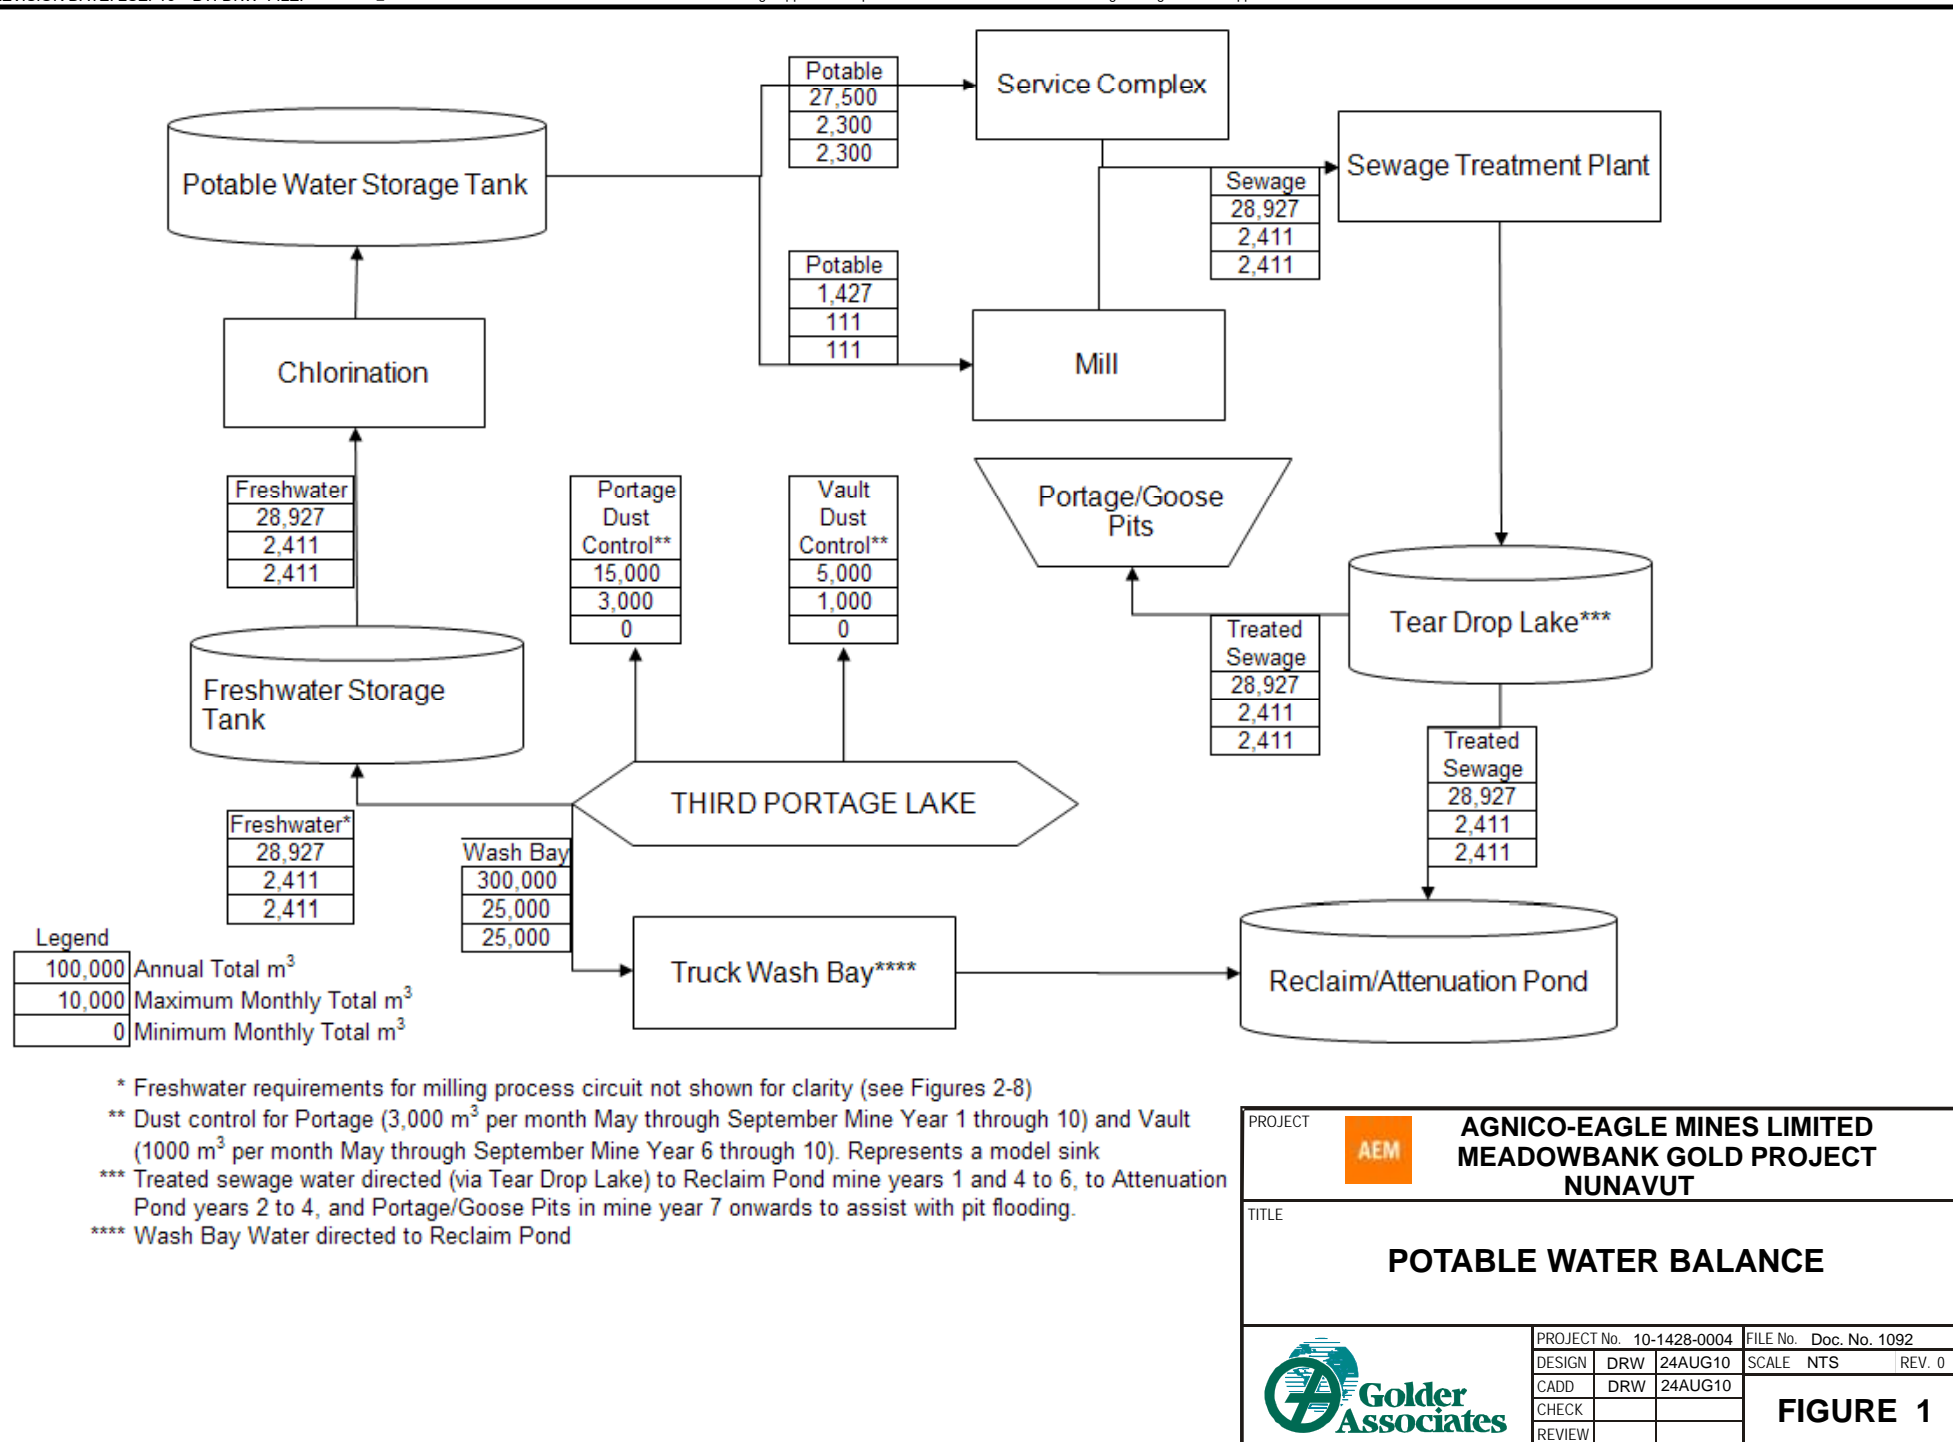 Potable
27,500
2,300
2,300
Service Complex
Potable Water Storage Tank
Sewage Treatment Plant
Sewage
28,927
2,411
2,411
Potable
1,427
111
111
Chlorination
Mill
Freshwater
28,927
2,411
2,411
Portage
Dust
Control**
15,000
3,000
0
Vault
Dust
Control**
5,000
1,000
0
Portage/Goose
Pits
Tear Drop Lake***
Treated
Sewage
28,927
2,411
2,411
Freshwater Storage
Tank
Treated
Sewage
28,927
2,411
2,411
THIRD PORTAGE LAKE
Freshwater*
28,927
2,411
2,411
Wash Bay
300,000
25,000
25,000
Truck Wash Bay****
Reclaim/Attenuation Pond
Legend
100,000 Annual Total m³
10,000 Maximum Monthly Total m³
0 Minimum Monthly Total m³
* Freshwater requirements for milling process circuit not shown for clarity (see Figures 2-8)
** Dust control for Portage (3,000 m³ per month May through September Mine Year 1 through 10) and Vault
(1000 m³ per month May through September Mine Year 6 through 10). Represents a model sink
*** Treated sewage water directed (via Tear Drop Lake) to Reclaim Pond mine years 1 and 4 to 6, to Attenuation
Pond years 2 to 4, and Portage/Goose Pits in mine year 7 onwards to assist with pit flooding.
**** Wash Bay Water directed to Reclaim Pond
PROJECT
AEM
AGNICO-EAGLE MINES LIMITED
MEADOWBANK GOLD PROJECT
NUNAVUT
TITLE
POTABLE WATER BALANCE
Golder
Associates
PROJECT No. 10-1428-0004 FILE No. Doc. No. 1092
DESIGN DRW 24AUG10 SCALE NTS REV. 0
CADD DRW 24AUG10
CHECK
REVIEW
FIGURE 1